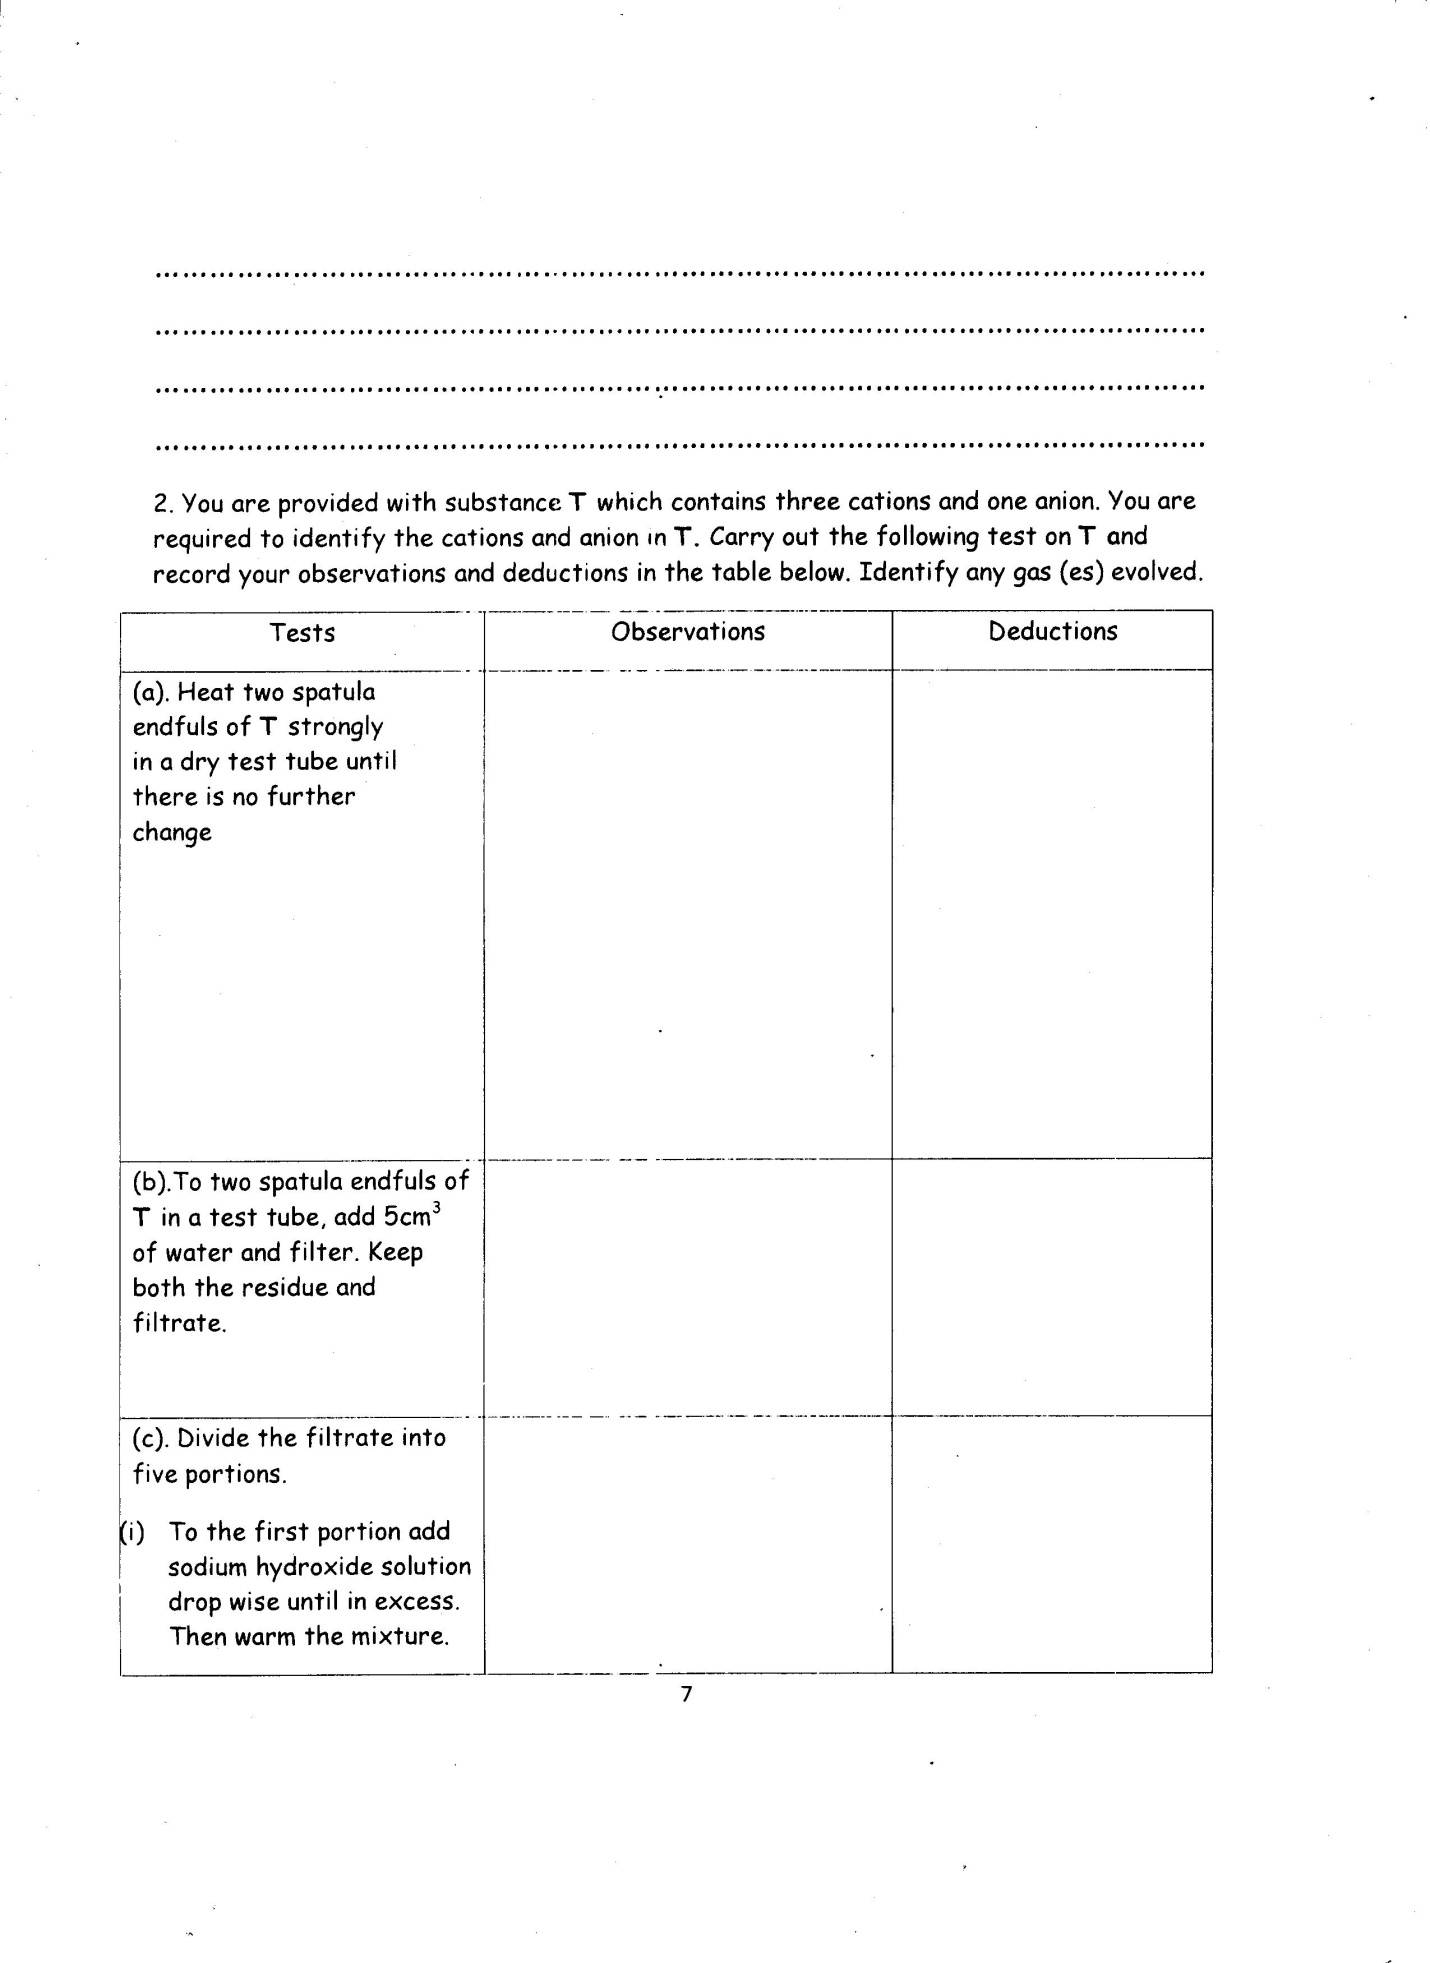 2. You are provided with substance T which contains three cations and one anion. You are
required to identify the cations and anion in T. Carry out the following test on T and
record your observations and deductions in the table below. Identify any gas (es) evolved.
Tests
Observations
Deductions
(a). Heat two spatula
endfuls of T strongly
in a dry test tube until
there is no further
change
(b).To two spatula endfuls of
T in a test tube, add 5cm³
of water and filter. Keep
both the residue and
filtrate.
(c). Divide the filtrate into
five portions.
(i) To the first portion add
sodium hydroxide solution
drop wise until in excess.
Then warm the mixture.
7